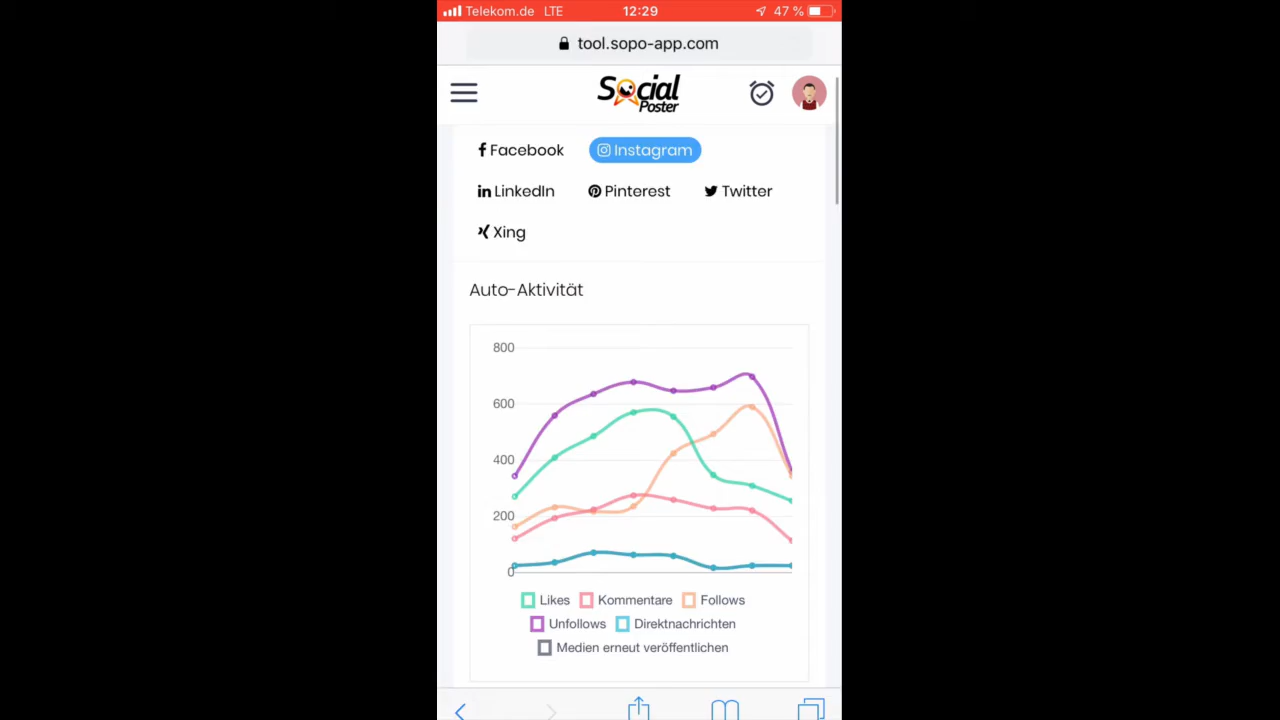 Telekom.de LTE 12:29 47 %
tool.sopo-app.com
Social
Poster
Facebook Instagram
LinkedIn Pinterest Twitter
Xing
Auto-Aktivität
800
600
400
200
0
Likes Kommentare Follows
Unfollows Direktnachrichten
Medien erneut veröffentlichen